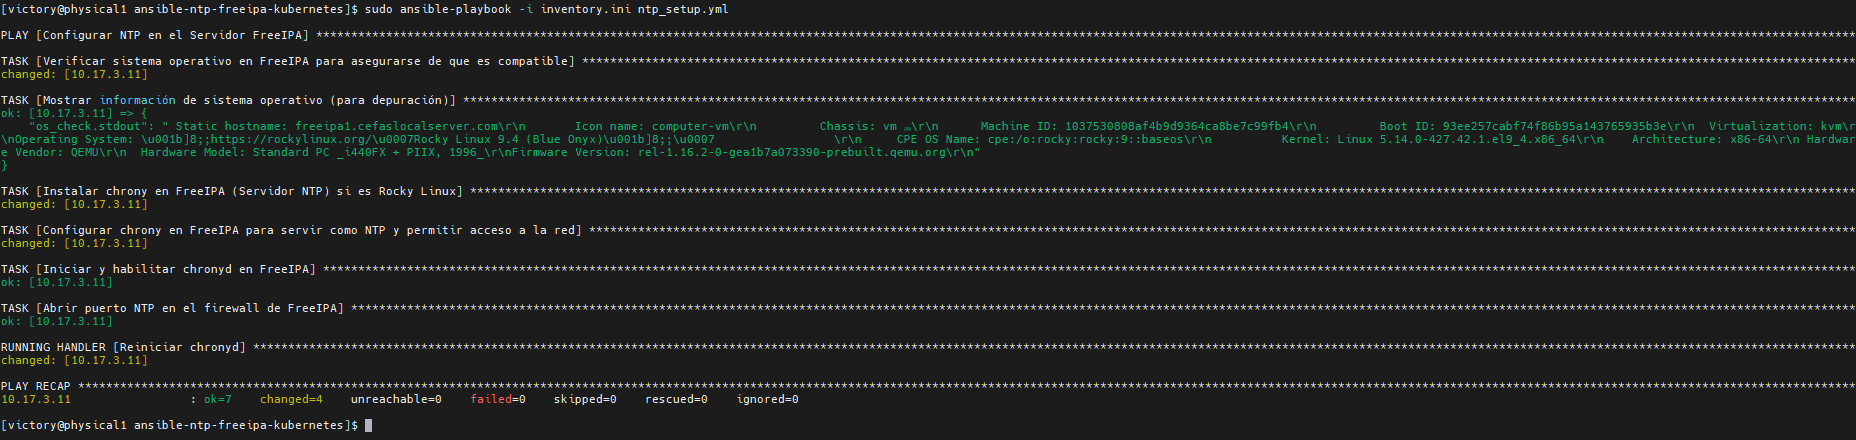 [victory@physical1 ansible-ntp-freeipa-kubernetes]$ sudo ansible-playbook -i inventory.ini ntp_setup.yml
PLAY [Configurar NTP en el Servidor FreeIPA] ****************************************************************
TASK [Verificar sistema operativo en FreeIPA para asegurarse de que es compatible] ****************************************************************
changed: [10.17.3.11]
TASK [Mostrar información de sistema operativo (para depuración)] ****************************************************************
ok: [10.17.3.11] => {
    "os_check.stdout": " Static hostname: freeipa1.cefaslocalserver.com\r\n       Icon name: computer-vm\r\n         Chassis: vm \r\n      Machine ID: 1037530808af4b9d9364ca8be7c99fb4\r\n         Boot ID: 93ee257cabf74f86b95a143765935b3e\r\n  Virtualization: kvm\r
\nOperating System: \u001b]8;;https://rockylinux.org/\u0007Rocky Linux 9.4 (Blue Onyx)\u001b]8;;\u0007                 \r\n     CPE OS Name: cpe:/o:rocky:rocky:9::baseos\r\n          Kernel: Linux 5.14.0-427.42.1.el9_4.x86_64\r\n    Architecture: x86-64\r\n Hardwar
e Vendor: QEMU\r\n  Hardware Model: Standard PC _i440FX + PIIX, 1996_\r\nFirmware Version: rel-1.16.2-0-gea1b7a073390-prebuilt.qemu.org\r\n"
}
TASK [Instalar chrony en FreeIPA (Servidor NTP) si es Rocky Linux] ****************************************************************
changed: [10.17.3.11]
TASK [Configurar chrony en FreeIPA para servir como NTP y permitir acceso a la red] ****************************************************************
changed: [10.17.3.11]
TASK [Iniciar y habilitar chronyd en FreeIPA] ****************************************************************
ok: [10.17.3.11]
TASK [Abrir puerto NTP en el firewall de FreeIPA] ****************************************************************
ok: [10.17.3.11]
RUNNING HANDLER [Reiniciar chronyd] ****************************************************************
changed: [10.17.3.11]
PLAY RECAP ****************************************************************
10.17.3.11                 : ok=7    changed=4    unreachable=0    failed=0    skipped=0    rescued=0    ignored=0
[victory@physical1 ansible-ntp-freeipa-kubernetes]$